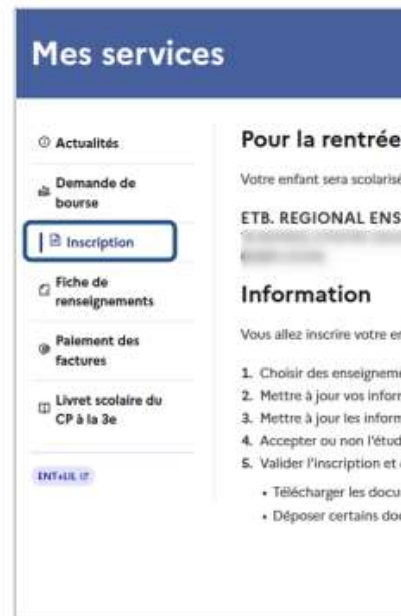 Mes services
Actualités
Demande de
bourse
Inscription
Fiche de
renseignements
Paiement des
factures
Livret scolaire du
CP à la 3e
ENT
Pour la rentrée
Votre enfant sera scolarisé
ETB. REGIONAL ENS
Information
Vous allez inscrire votre en
1. Choisir des enseigneme
2. Mettre à jour vos inform
3. Mettre à jour les inform
4. Accepter ou non l'étud
5. Valider l'inscription et
• Télécharger les docu
• Déposer certains doc